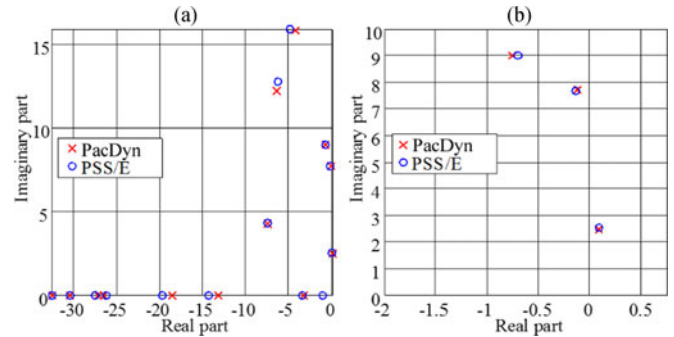 (a)
15
10
5
0
Imaginary part
PacDyn
PSS/E
-30 -25 -20 -15 -10 -5 0
Real part
(b)
10
9
8
7
6
5
4
3
2
1
0
Imaginary part
PacDyn
PSS/E
-2 -1.5 -1 -0.5 0 0.5
Real part